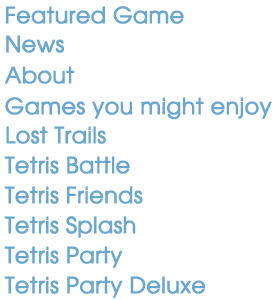 Featured Game
News
About
Games you might enjoy
Lost Trails
Tetris Battle
Tetris Friends
Tetris Splash
Tetris Party
Tetris Party Deluxe